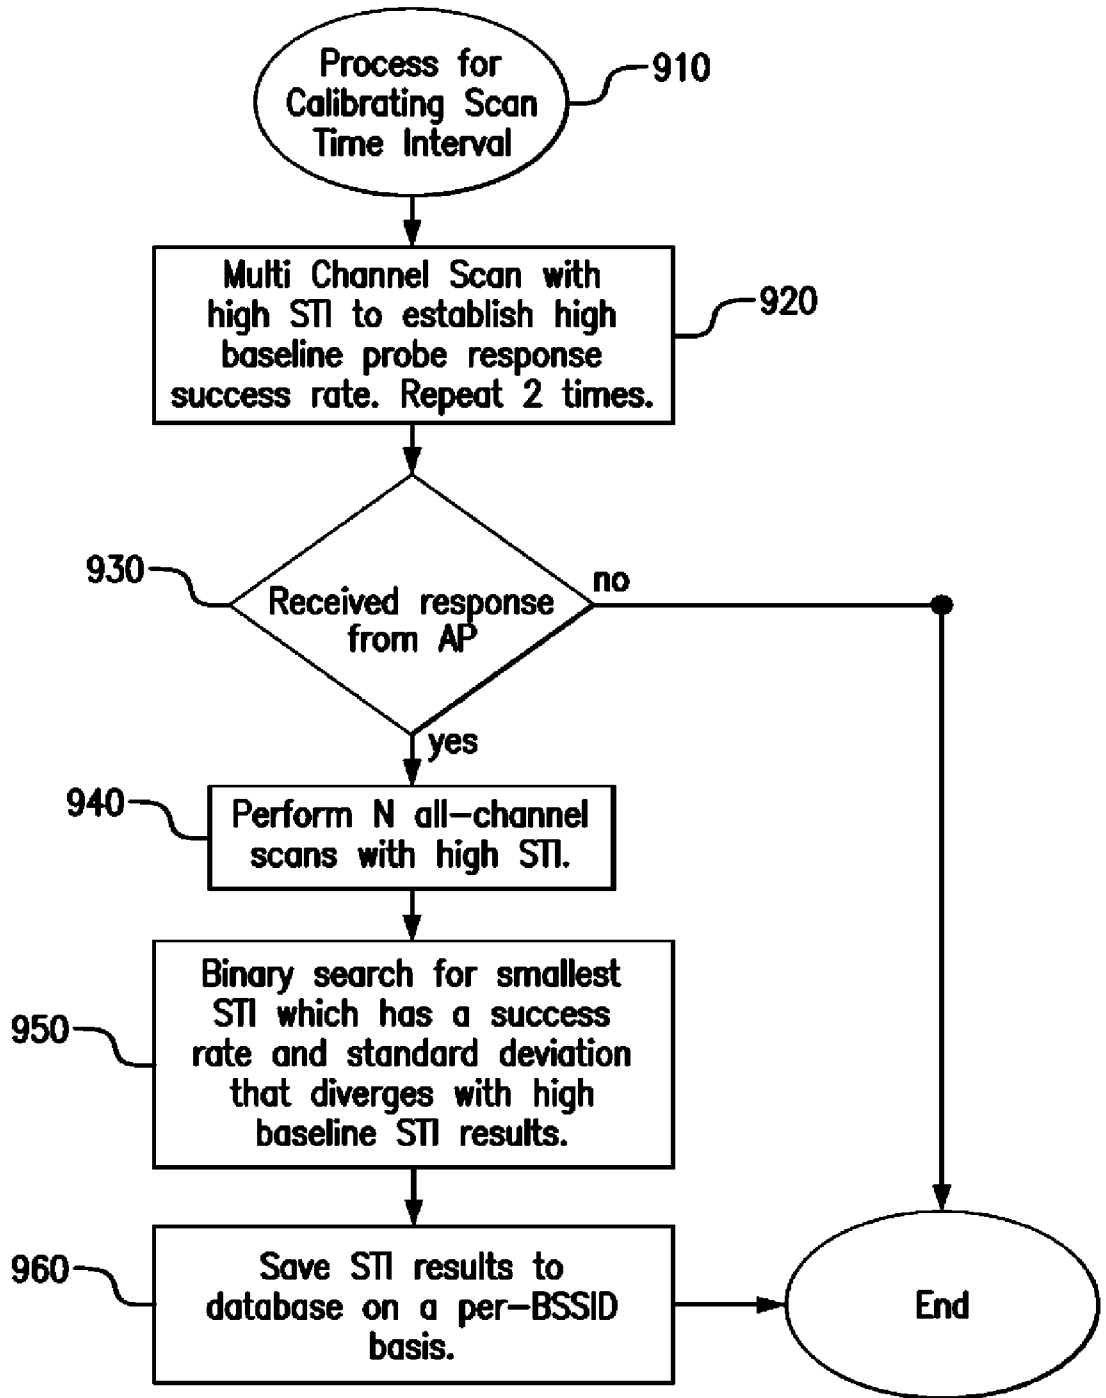 Process for
Calibrating Scan
Time Interval
910
Multi Channel Scan with
high STI to establish high
baseline probe response
success rate. Repeat 2 times.
920
930
Received response
from AP
no
yes
940
Perform N all-channel
scans with high STI.
950
Binary search for smallest
STI which has a success
rate and standard deviation
that diverges with high
baseline STI results.
960
Save STI results to
database on a per-BSSID
basis.
End